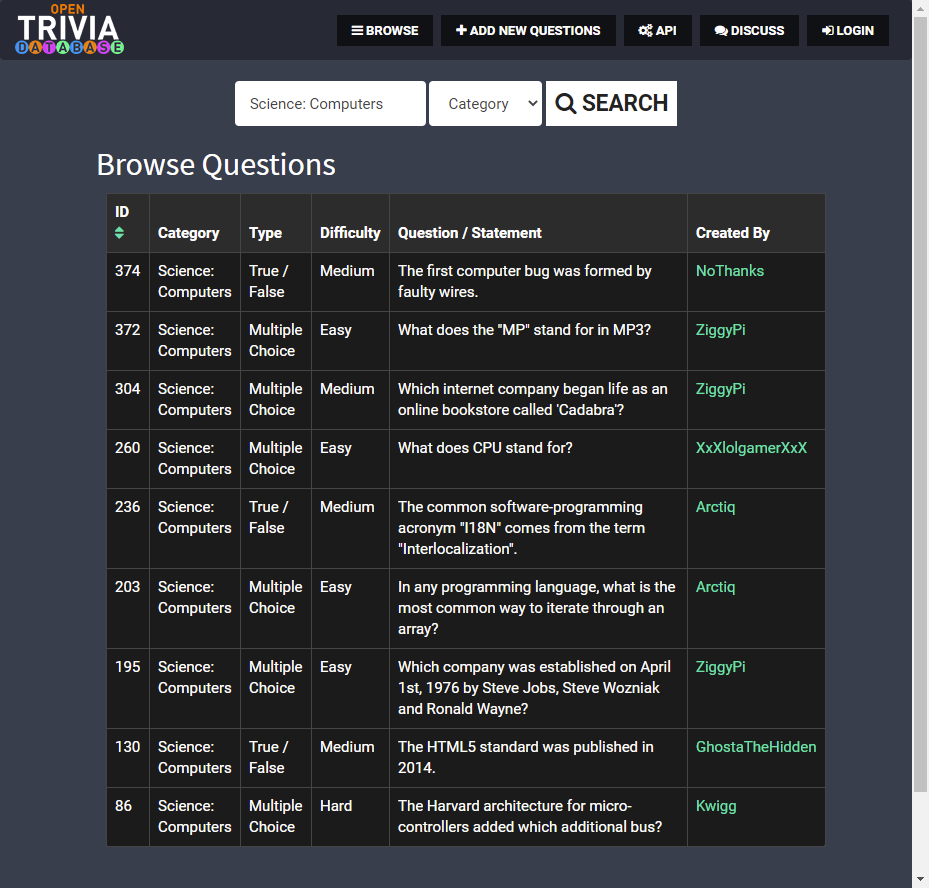 OPEN
TRIVIA
DATABASE
BROWSE
ADD NEW QUESTIONS
API
DISCUSS
LOGIN
Science: Computers
Category
SEARCH
Browse Questions
ID
Category
Type
Difficulty
Question / Statement
Created By
374
Science:
Computers
True /
False
Medium
The first computer bug was formed by
faulty wires.
NoThanks
372
Science:
Computers
Multiple
Choice
Easy
What does the "MP" stand for in MP3?
ZiggyPi
304
Science:
Computers
Multiple
Choice
Medium
Which internet company began life as an
online bookstore called 'Cadabra'?
ZiggyPi
260
Science:
Computers
Multiple
Choice
Easy
What does CPU stand for?
XxXlolgamerXxX
236
Science:
Computers
True /
False
Medium
The common software-programming
acronym "I18N" comes from the term
"Interlocalization".
Arctiq
203
Science:
Computers
Multiple
Choice
Easy
In any programming language, what is the
most common way to iterate through an
array?
Arctiq
195
Science:
Computers
Multiple
Choice
Easy
Which company was established on April
1st, 1976 by Steve Jobs, Steve Wozniak
and Ronald Wayne?
ZiggyPi
130
Science:
Computers
True /
False
Medium
The HTML5 standard was published in
2014.
GhostaTheHidden
86
Science:
Computers
Multiple
Choice
Hard
The Harvard architecture for micro-
controllers added which additional bus?
Kwigg